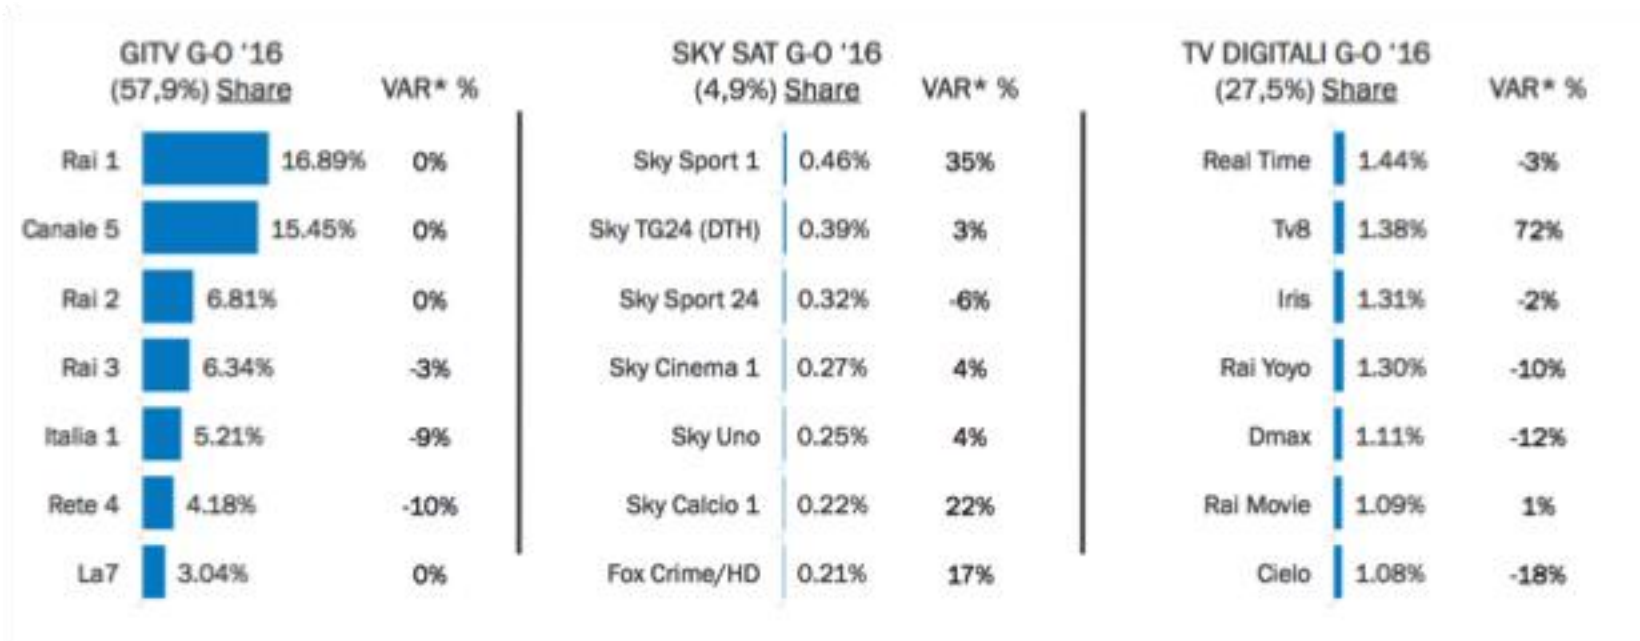 GITV G-O '16
(57,9%) Share VAR* %
Rai 1 16.89% 0%
Canale 5 15.45% 0%
Rai 2 6.81% 0%
Rai 3 6.34% -3%
Italia 1 5.21% -9%
Rete 4 4.18% -10%
La7 3.04% 0%
SKY SAT G-O '16
(4,9%) Share VAR* %
Sky Sport 1 0.46% 35%
Sky TG24 (DTH) 0.39% 3%
Sky Sport 24 0.32% -6%
Sky Cinema 1 0.27% 4%
Sky Uno 0.25% 4%
Sky Calcio 1 0.22% 22%
Fox Crime/HD 0.21% 17%
TV DIGITALI G-O '16
(27,5%) Share VAR* %
Real Time 1.44% -3%
Tv8 1.38% 72%
Iris 1.31% -2%
Rai Yoyo 1.30% -10%
Dmax 1.11% -12%
Rai Movie 1.09% 1%
Cielo 1.08% -18%